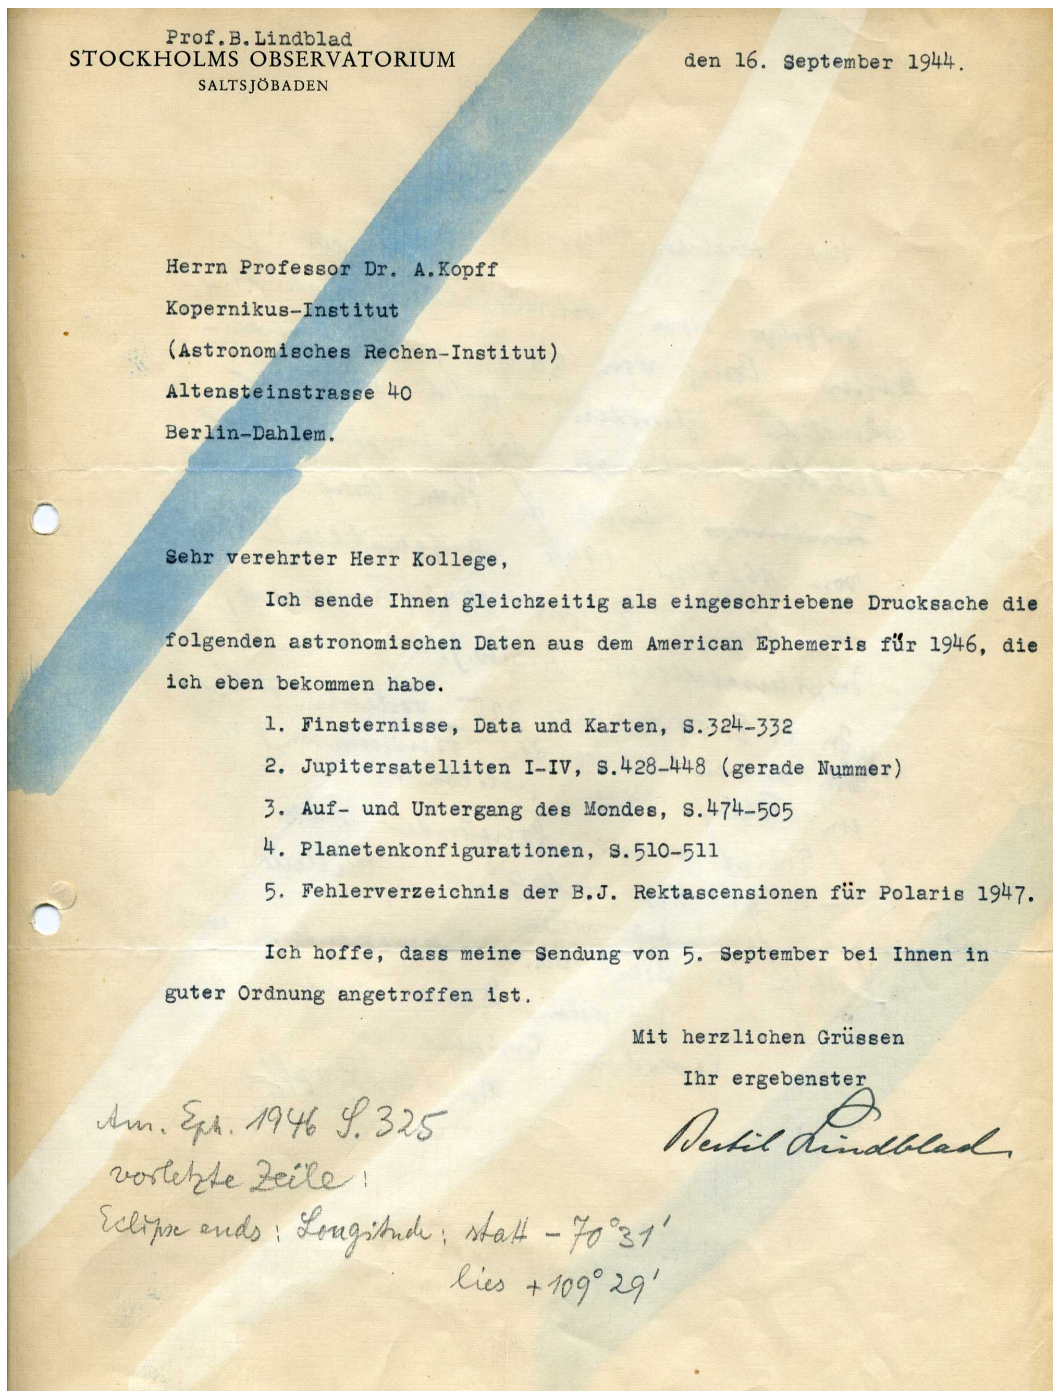 Prof.B.Lindblad
STOCKHOLMS OBSERVATORIUM
SALTSJÖBADEN
den 16. September 1944.
Herrn Professor Dr. A.Kopff
Kopernikus-Institut
(Astronomisches Rechen-Institut)
Altensteinstrasse 40
Berlin-Dahlem.
Sehr verehrter Herr Kollege,
Ich sende Ihnen gleichzeitig als eingeschriebene Drucksache die
folgenden astronomischen Daten aus dem American Ephemeris für 1946, die
ich eben bekommen habe.
1. Finsternisse, Data und Karten, S.324-332
2. Jupitersatelliten I-IV, S.428-448 (gerade Nummer)
3. Auf- und Untergang des Mondes, S.474-505
4. Planetenkonfigurationen, S.510-511
5. Fehlerverzeichnis der B.J. Rektascensionen für Polaris 1947.
Ich hoffe, dass meine Sendung von 5. September bei Ihnen in
guter Ordnung angetroffen ist.
Mit herzlichen Grüssen
Ihr ergebenster
Bertil Lindblad
Am. Eph. 1946 S. 325
vorletzte Zeile:
Eclipse ends: Longitude: statt - 70°31'
lies + 109° 29'